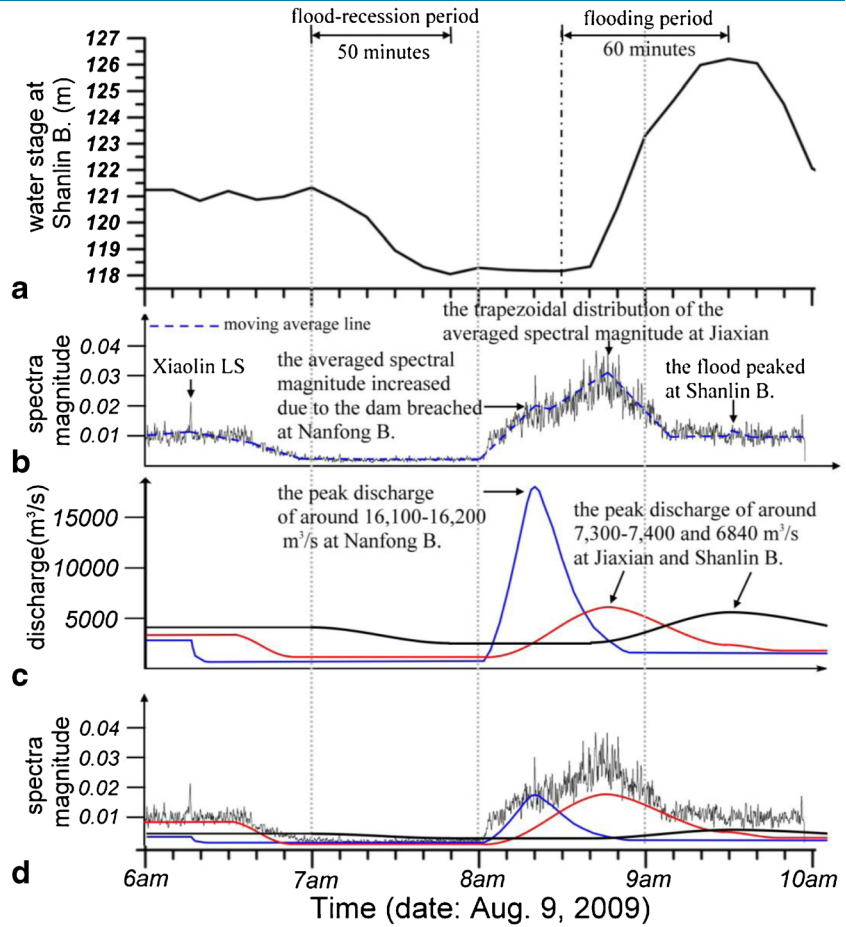 flood-recession period
flooding period
50 minutes
60 minutes
water stage at
Shanlin B. (m)
127
126
125
124
123
122
121
120
119
118
a
the trapezoidal distribution of the
averaged spectral magnitude at Jiaxian
moving average line
spectra
magnitude
0.04
0.03
0.02
0.01
Xiaolin LS
the averaged spectral
magnitude increased
due to the dam breached
at Nanfong B.
the flood peaked
at Shanlin B.
b
discharge(m³/s)
15000
10000
5000
the peak discharge
of around 16,100-16,200
m³/s at Nanfong B.
the peak discharge of around
7,300-7,400 and 6840 m³/s
at Jiaxian and Shanlin B.
c
spectra
magnitude
0.04
0.03
0.02
0.01
d
6am 7am 8am 9am 10am
Time (date: Aug. 9, 2009)